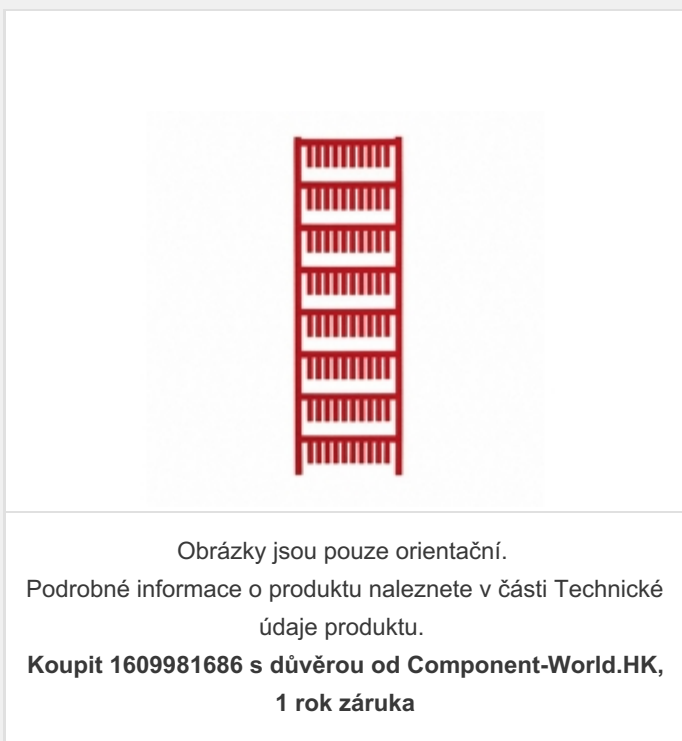 Obrázky jsou pouze orientační.
Podrobné informace o produktu naleznete v části Technické
údaje produktu.
Koupit 1609981686 s důvěrou od Component-World.HK,
1 rok záruka